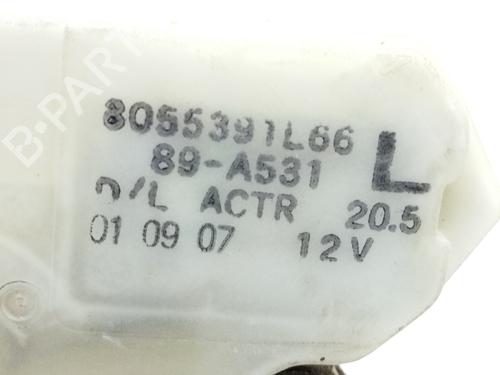 8055391L66
89-A531
L
D/L ACTR 20.5
01 09 07 12V
B-PARTS